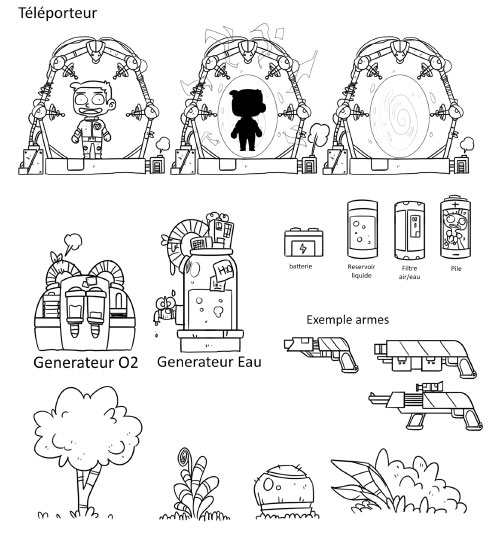 Téléporteur
batterie
Reservoir
liquide
Filtre
air/eau
Pile
H2O
Generateur O2
Generateur Eau
Exemple armes